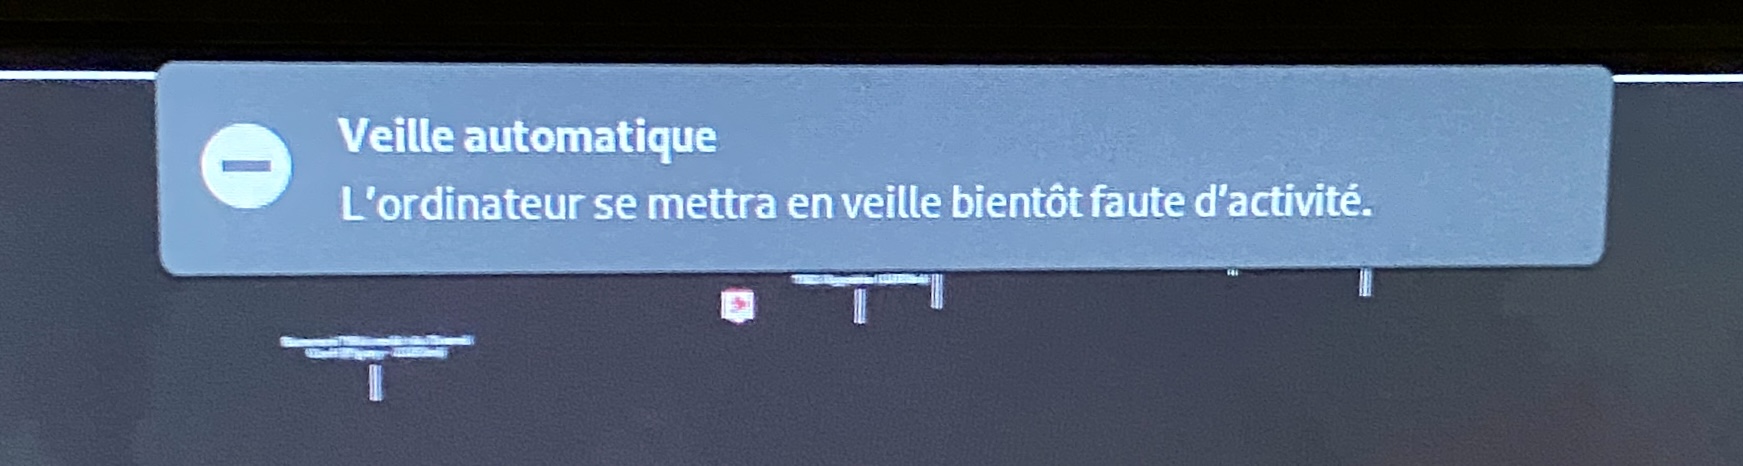 Veille automatique
L'ordinateur se mettra en veille bientôt faute d'activité.